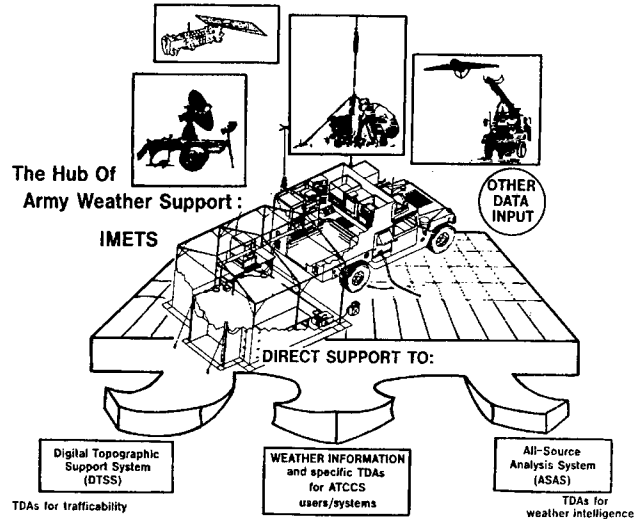 The Hub Of
Army Weather Support :
IMETS
OTHER
DATA
INPUT
DIRECT SUPPORT TO:
Digital Topographic
Support System
(DTSS)
TDAs for trafficability
WEATHER INFORMATION
and specific TDAs
for ATCCS
users/systems
All-Source
Analysis System
(ASAS)
TDAs for
weather intelligence